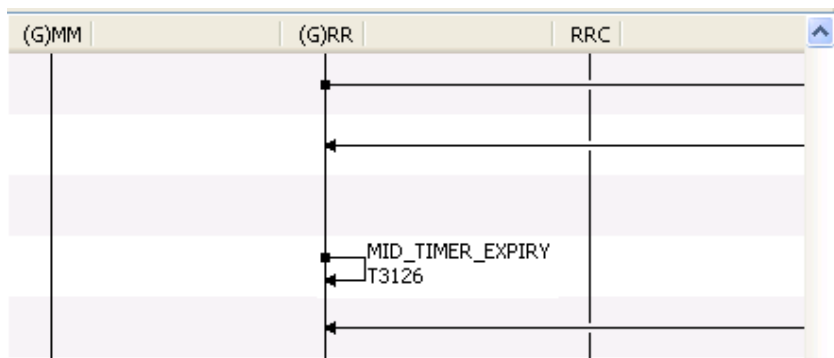 (G)MM
(G)RR
RRC
MID_TIMER_EXPIRY
T3126